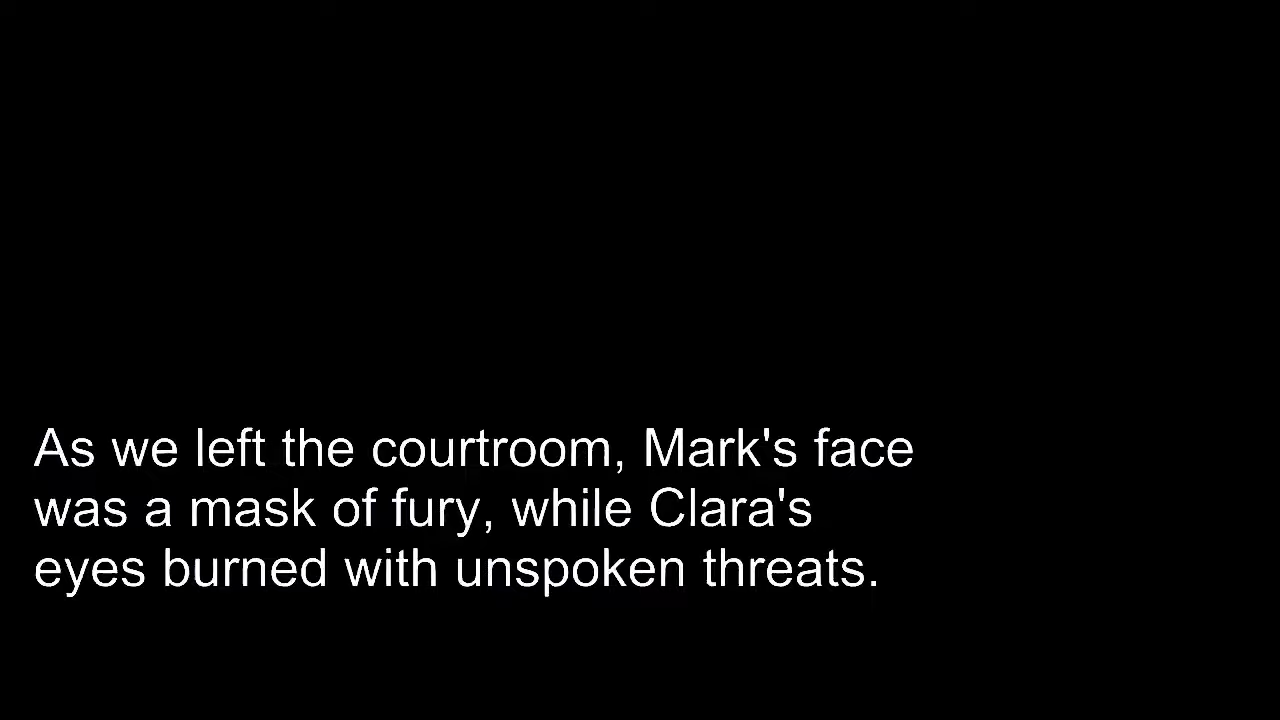 As we left the courtroom, Mark's face
was a mask of fury, while Clara's
eyes burned with unspoken threats.